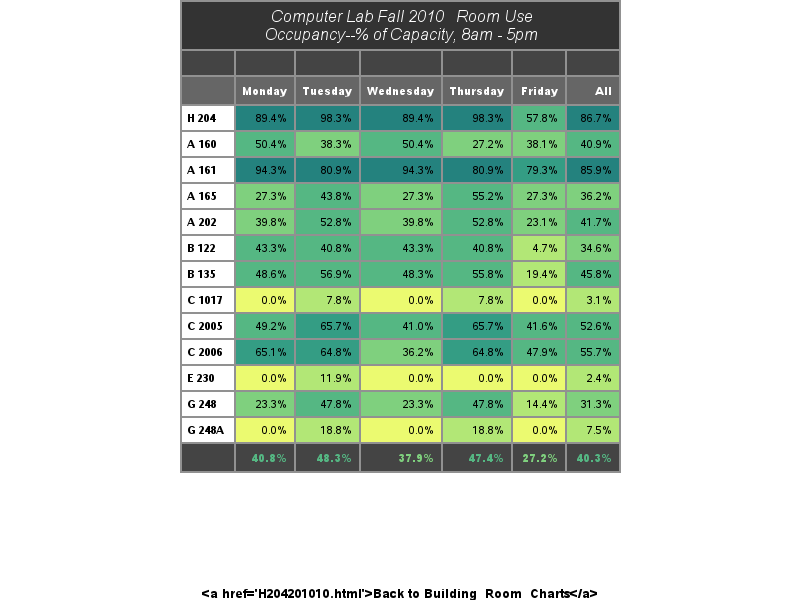 Computer Lab Fall 2010 Room Use
Occupancy--% of Capacity, 8am - 5pm
Monday Tuesday Wednesday Thursday Friday All
H 204 89.4% 98.3% 89.4% 98.3% 57.8% 86.7%
A 160 50.4% 38.3% 50.4% 27.2% 38.1% 40.9%
A 161 94.3% 80.9% 94.3% 80.9% 79.3% 85.9%
A 165 27.3% 43.8% 27.3% 55.2% 27.3% 36.2%
A 202 39.8% 52.8% 39.8% 52.8% 23.1% 41.7%
B 122 43.3% 40.8% 43.3% 40.8% 4.7% 34.6%
B 135 48.6% 56.9% 48.3% 55.8% 19.4% 45.8%
C 1017 0.0% 7.8% 0.0% 7.8% 0.0% 3.1%
C 2005 49.2% 65.7% 41.0% 65.7% 41.6% 52.6%
C 2006 65.1% 64.8% 36.2% 64.8% 47.9% 55.7%
E 230 0.0% 11.9% 0.0% 0.0% 0.0% 2.4%
G 248 23.3% 47.8% 23.3% 47.8% 14.4% 31.3%
G 248A 0.0% 18.8% 0.0% 18.8% 0.0% 7.5%
40.8% 48.3% 37.9% 47.4% 27.2% 40.3%
<a href='H204201010.html'>Back to Building Room Charts</a>